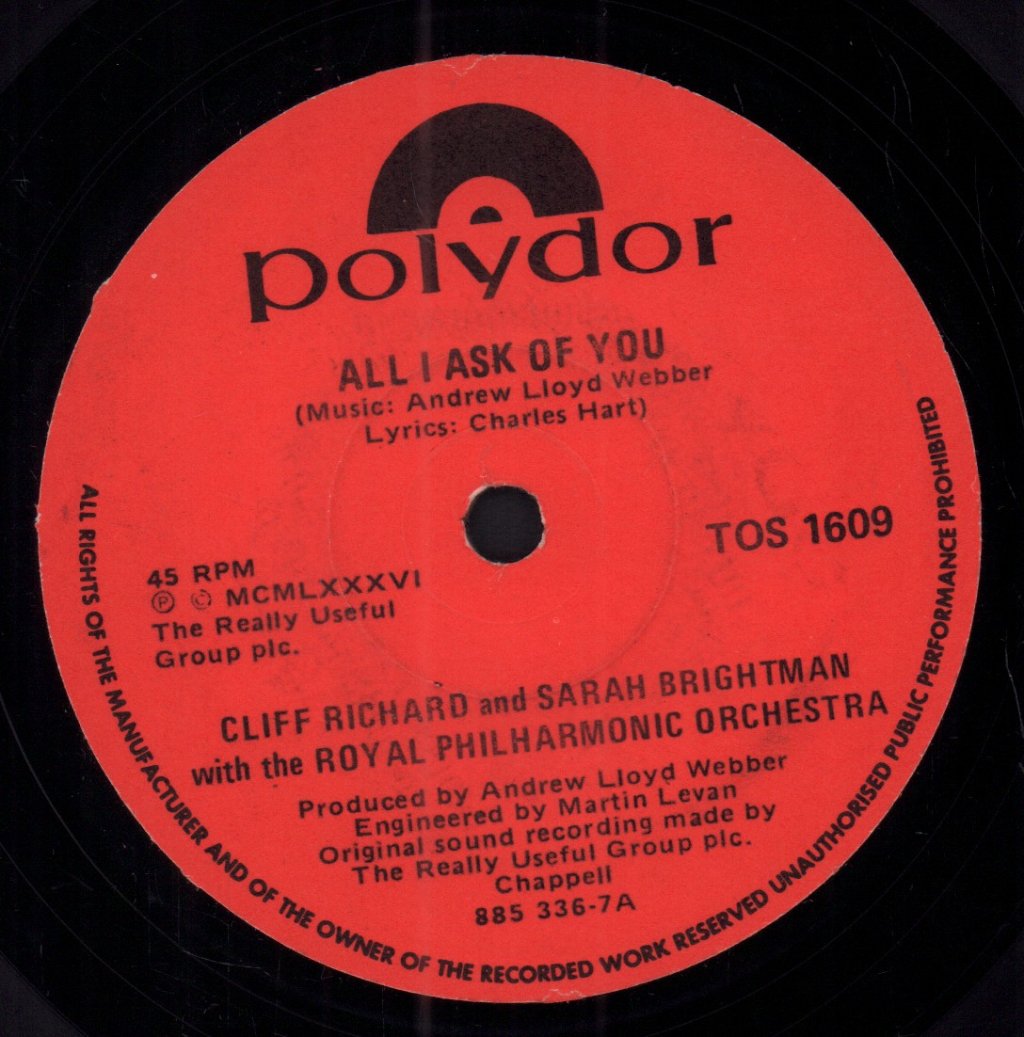 polydor
ALL I ASK OF YOU
(Music: Andrew Lloyd Webber
Lyrics: Charles Hart)
TOS 1609
45 RPM
Ⓟ © MCMLXXXVI
The Really Useful
Group plc.
CLIFF RICHARD and SARAH BRIGHTMAN
with the ROYAL PHILHARMONIC ORCHESTRA
Produced by Andrew Lloyd Webber
Engineered by Martin Levan
Original sound recording made by
The Really Useful Group plc.
Chappell
885 336-7A
ALL RIGHTS OF THE MANUFACTURER AND OF THE OWNER OF THE RECORDED WORK RESERVED UNAUTHORISED PUBLIC PERFORMANCE PROHIBITED